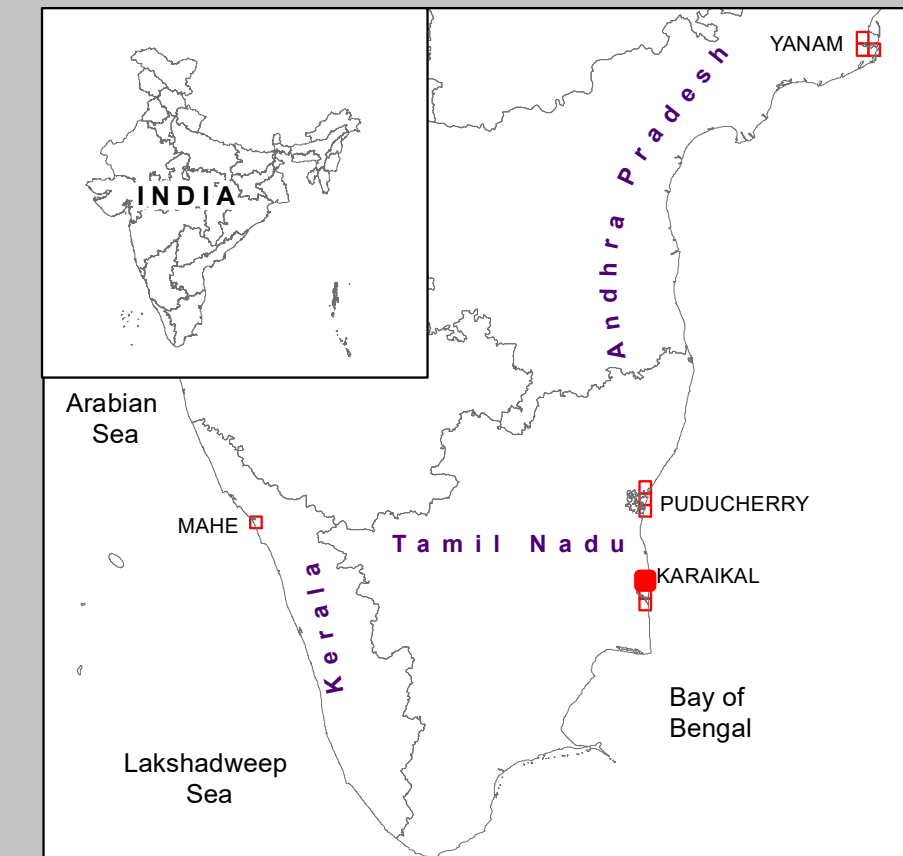 YANAM
Andhra Pradesh
INDIA
Arabian
Sea
PUDUCHERRY
MAHE
Tamil Nadu
KARAIKAL
Kerala
Bay of
Bengal
Lakshadweep
Sea